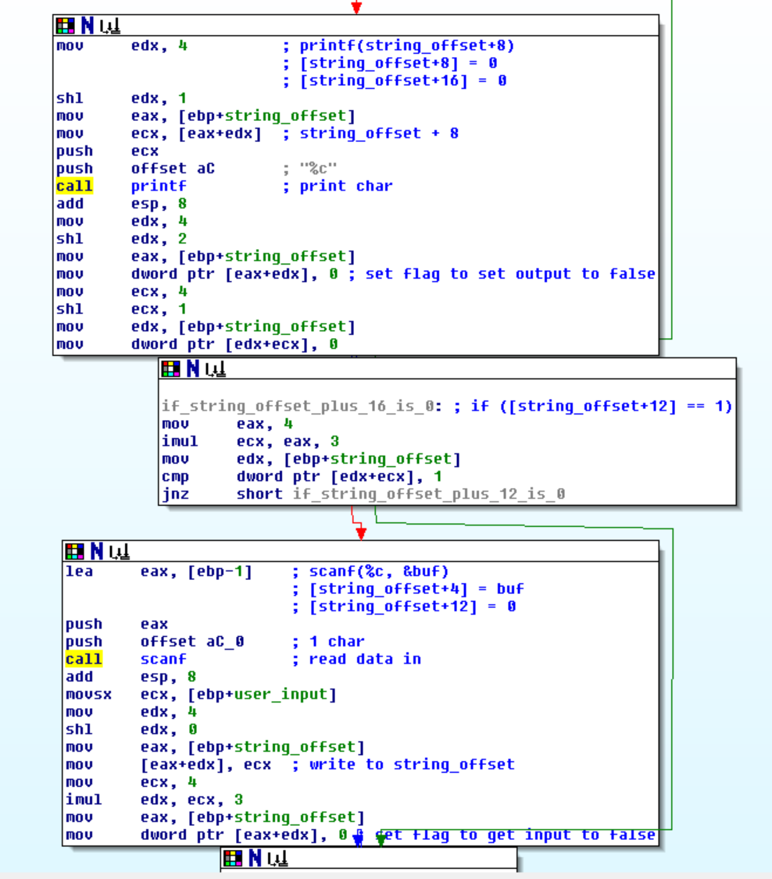 mov edx, 4 ; printf(string_offset+8)
; [string_offset+8] = 0
; [string_offset+16] = 0
shl edx, 1
mov eax, [ebp+string_offset]
mov ecx, [eax+edx] ; string_offset + 8
push ecx
push offset aC ; "%c"
call printf ; print char
add esp, 8
mov edx, 4
shl edx, 2
mov eax, [ebp+string_offset]
mov dword ptr [eax+edx], 0 ; set flag to set output to false
mov ecx, 4
shl ecx, 1
mov edx, [ebp+string_offset]
mov dword ptr [edx+ecx], 0
if_string_offset_plus_16_is_0: ; if ([string_offset+12] == 1)
mov eax, 4
imul ecx, eax, 3
mov edx, [ebp+string_offset]
cmp dword ptr [edx+ecx], 1
jnz short if_string_offset_plus_12_is_0
lea eax, [ebp-1] ; scanf(%c, &buf)
; [string_offset+4] = buf
; [string_offset+12] = 0
push eax
push offset aC_0 ; 1 char
call scanf ; read data in
add esp, 8
movsx ecx, [ebp+user_input]
mov edx, 4
shl edx, 0
mov eax, [ebp+string_offset]
mov [eax+edx], ecx ; write to string_offset
mov ecx, 4
imul edx, ecx, 3
mov eax, [ebp+string_offset]
mov dword ptr [eax+edx], 0 ; set flag to get input to false